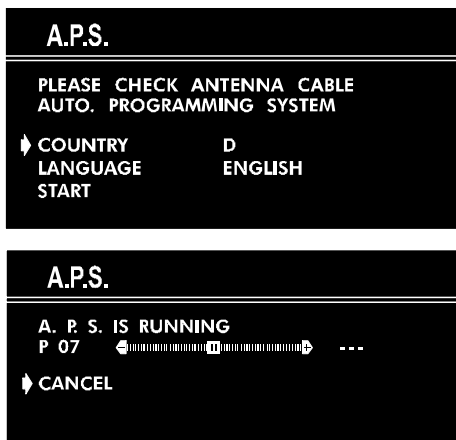 A.P.S.
PLEASE CHECK ANTENNA CABLE
AUTO. PROGRAMMING SYSTEM
COUNTRY D
LANGUAGE ENGLISH
START
A.P.S.
A. P. S. IS RUNNING
P 07 - + ---
CANCEL